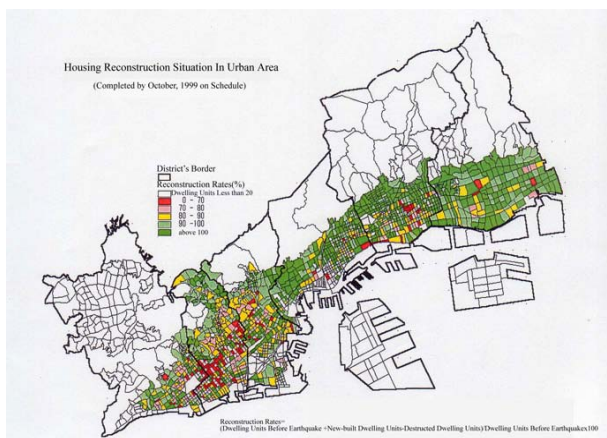 Housing Reconstruction Situation In Urban Area
(Completed by October, 1999 on Schedule)
District's Border
Reconstruction Rates(%)
Dwelling Units Less than 20
0 - 70
70 - 80
80 - 90
90 -100
above 100
Reconstruction Rates=
(Dwelling Units Before Earthquake +New-built Dwelling Units-Destructed Dwelling Units)/Dwelling Units Before Earthquakex100